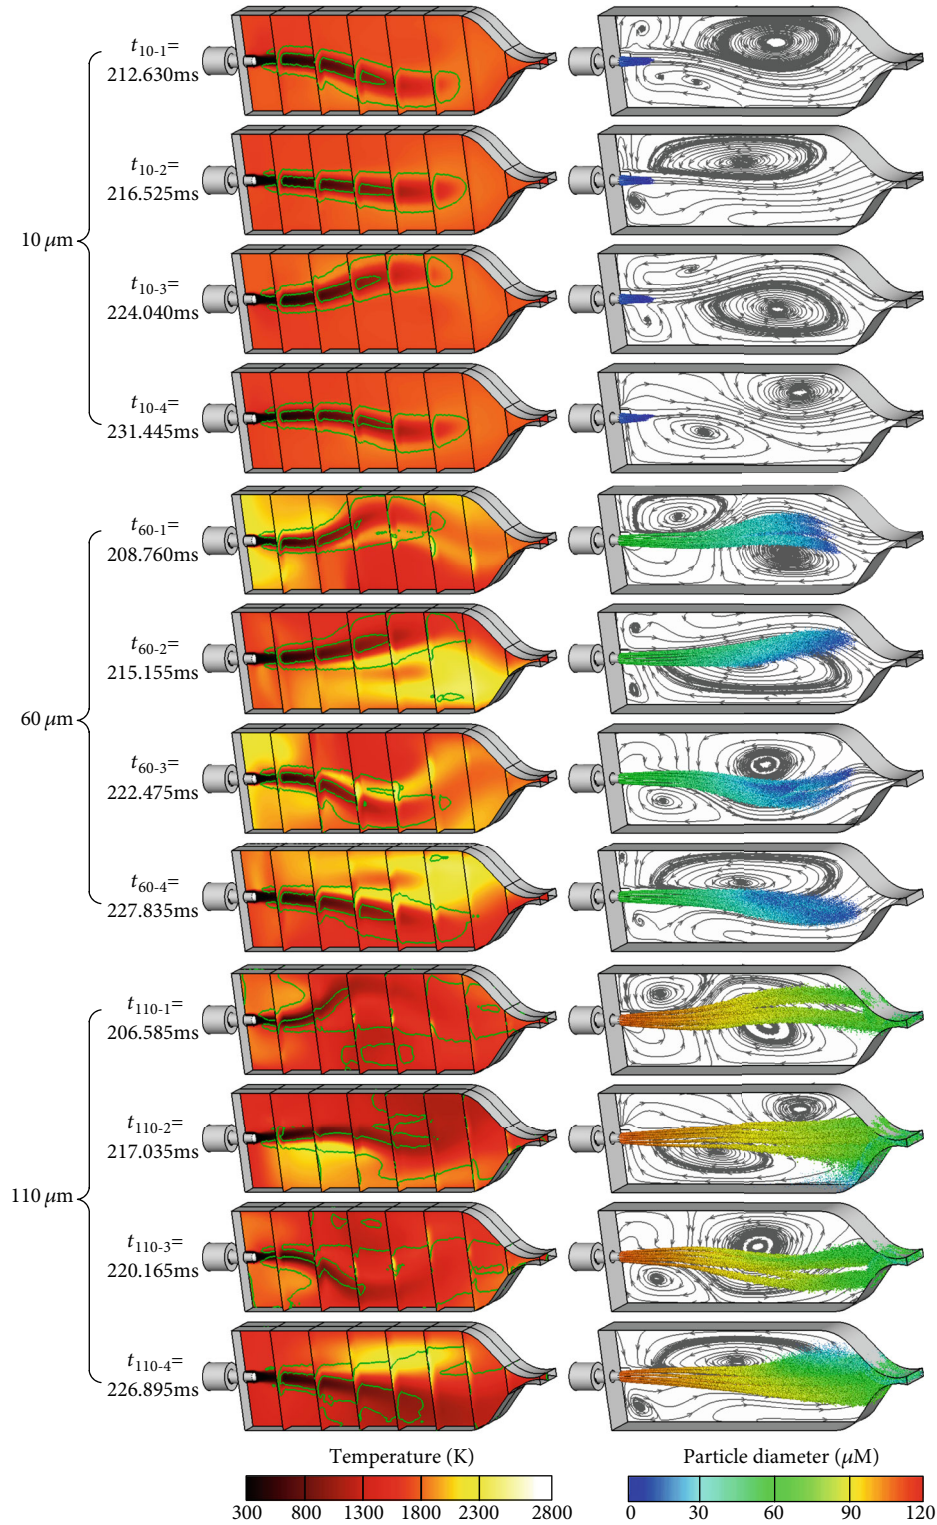 t10-1=
212.630ms
t10-2=
216.525ms
10 μm
t10-3=
224.040ms
t10-4=
231.445ms
t60-1=
208.760ms
t60-2=
215.155ms
60 μm
t60-3=
222.475ms
t60-4=
227.835ms
t110-1=
206.585ms
t110-2=
217.035ms
110 μm
t110-3=
220.165ms
t110-4=
226.895ms
Temperature (K)
300 800 1300 1800 2300 2800
Particle diameter (μM)
0 30 60 90 120